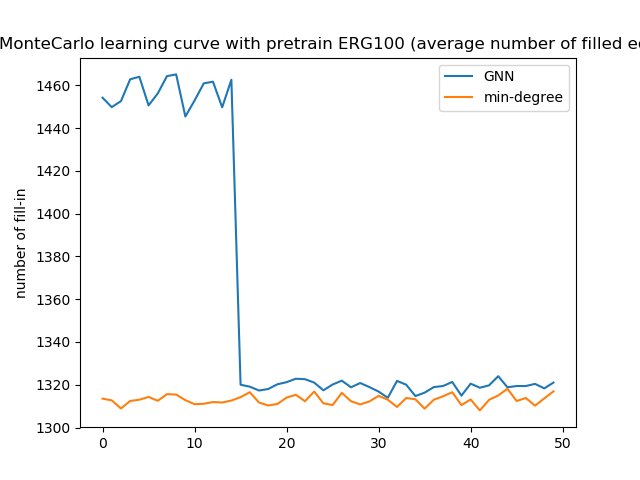 MonteCarlo learning curve with pretrain ERG100 (average number of filled
GNN
min-degree
number of fill-in
1460
1440
1420
1400
1380
1360
1340
1320
1300
0 10 20 30 40 50